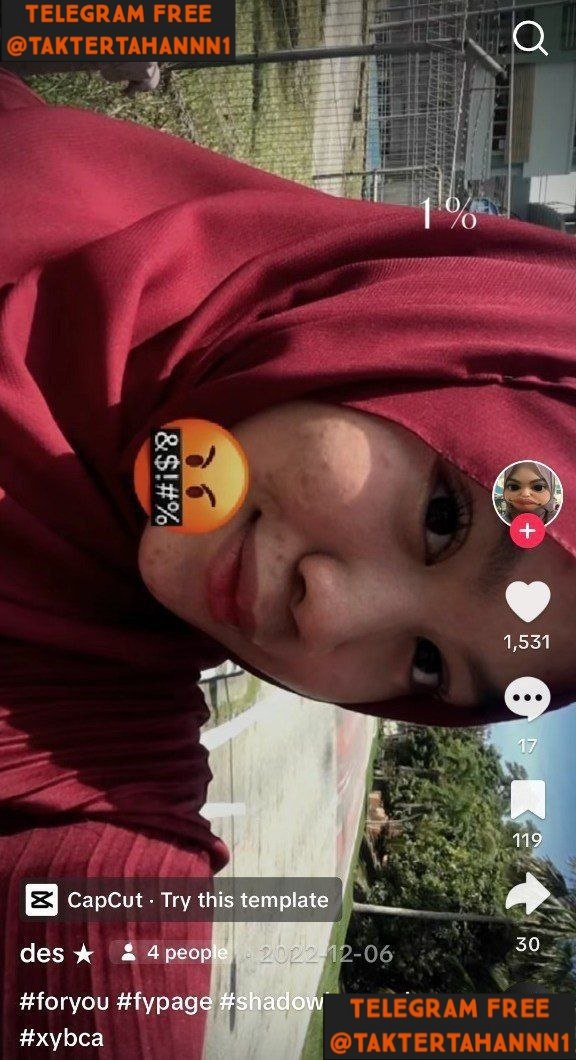 TELEGRAM FREE
@TAKTERTAHANNN1
1%
&$!#%
1,531
17
119
30
CapCut · Try this template
des ★ 4 people · 2022-12-06
#foryou #fypage
#xybca
TELEGRAM FREE
@TAKTERTAHANNN1